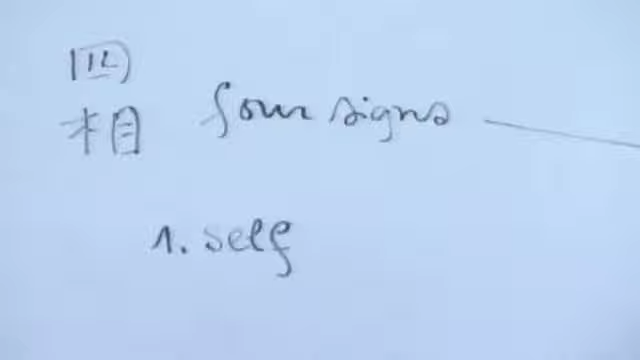 四
相 four signs
1. self